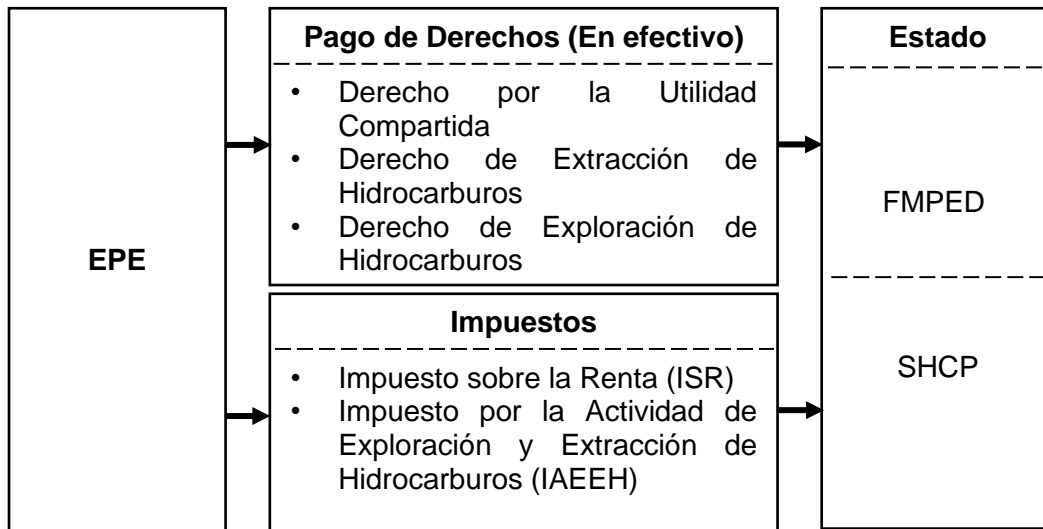 EPE
Pago de Derechos (En efectivo)
• Derecho por la Utilidad
Compartida
• Derecho de Extracción de
Hidrocarburos
• Derecho de Exploración de
Hidrocarburos
Impuestos
• Impuesto sobre la Renta (ISR)
• Impuesto por la Actividad de
Exploración y Extracción de
Hidrocarburos (IAEEH)
Estado
FMPED
SHCP